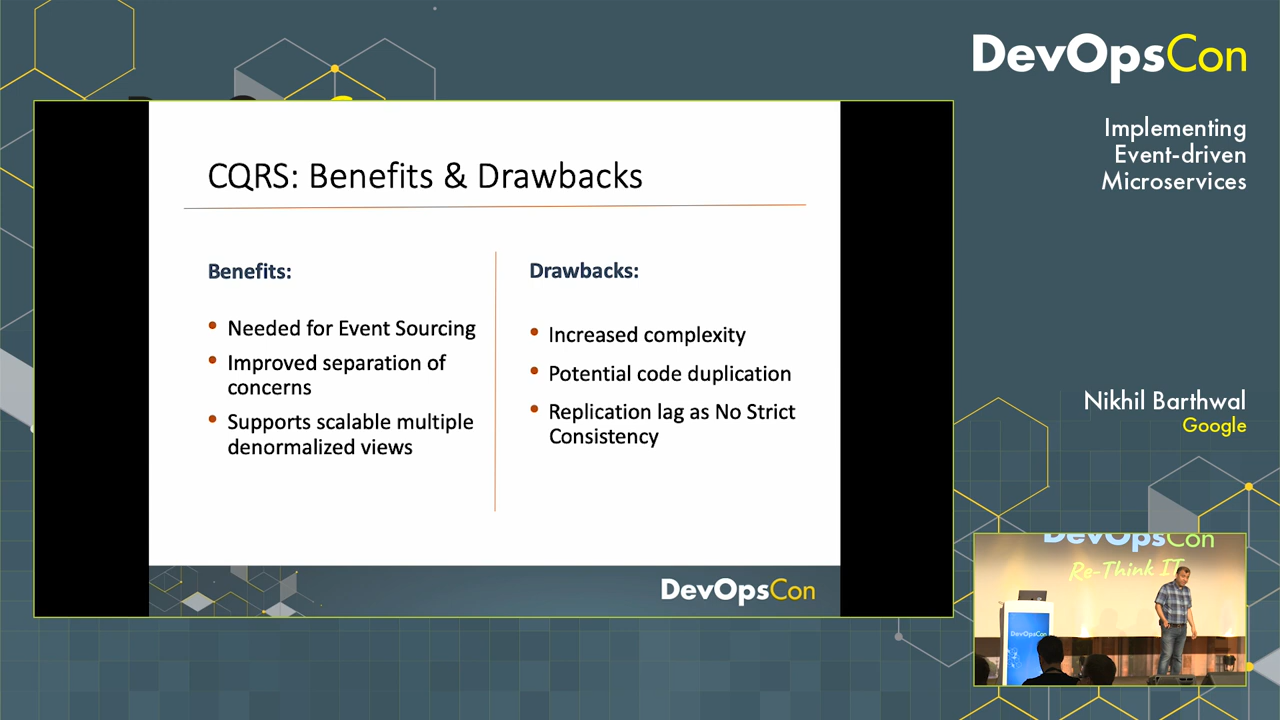 DevOpsCon
Implementing
Event-driven
Microservices
CQRS: Benefits & Drawbacks
Benefits:
• Needed for Event Sourcing
• Improved separation of
concerns
• Supports scalable multiple
denormalized views
Drawbacks:
• Increased complexity
• Potential code duplication
• Replication lag as No Strict
Consistency
DevOpsCon
Nikhil Barthwal
Google
DevOpsCon
Re-Think IT
DevOpsCon